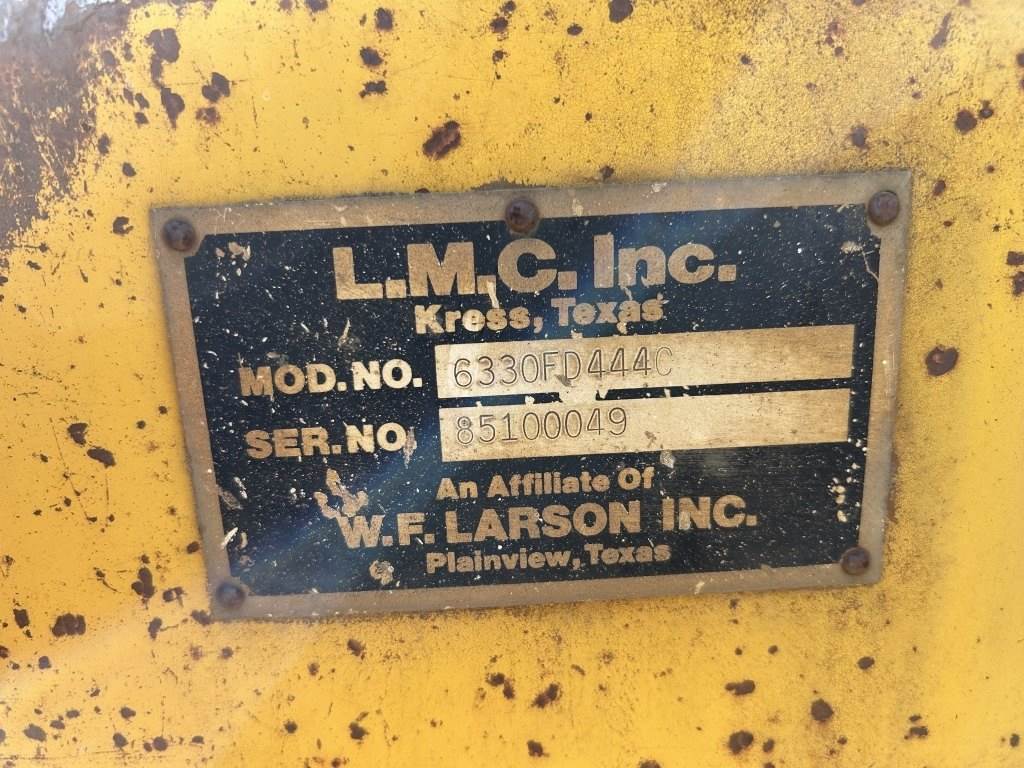 L.M.C. Inc.
Kress, Texas
MOD. NO. 6330FD444C
SER. NO. 85100049
An Affiliate Of
W.F. LARSON INC.
Plainview, Texas